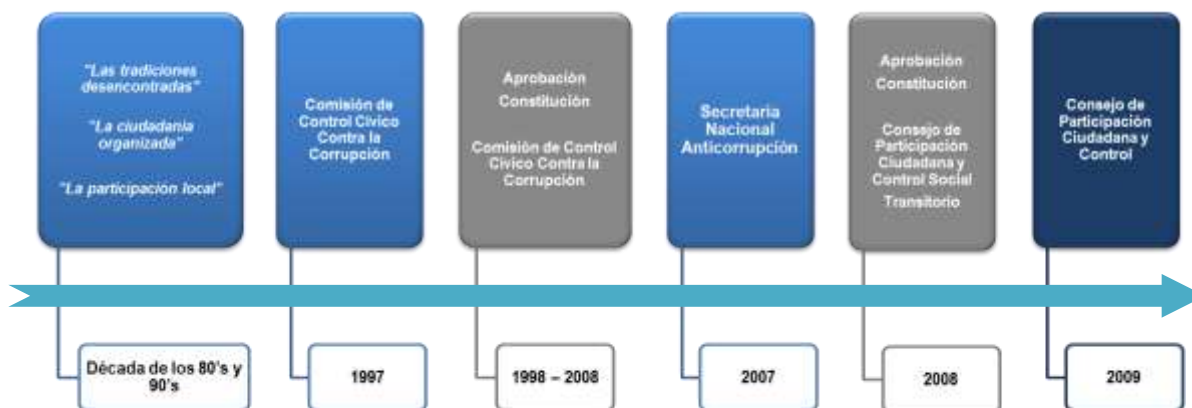 "Las tradiciones
desencontradas"
"La ciudadanía
organizada"
"La participación local"
Comisión de
Control Cívico
Contra la
Corrupción
Aprobación
Constitución
Comisión de Control
Cívico Contra la
Corrupción
Secretaria
Nacional
Anticorrupción
Aprobación
Constitución
Consejo de
Participación
Ciudadana y
Control Social
Transitorio
Consejo de
Participación
Ciudadana y
Control
Década de los 80's y
90's
1997
1998 – 2008
2007
2008
2009